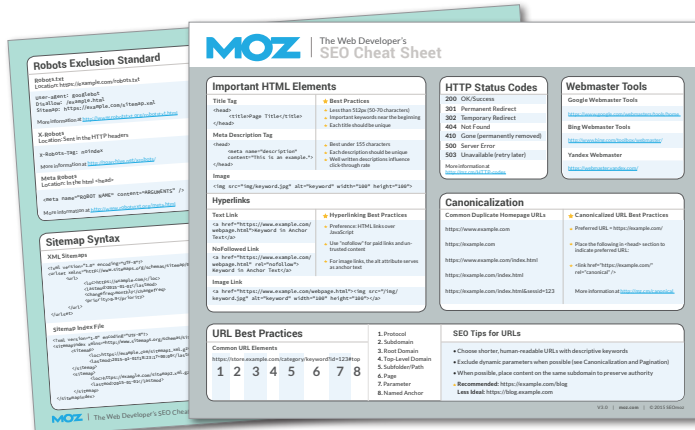 Robots Exclusion Standard
Robots.txt
Location: https://example.com/robots.txt
User-agent: googlebot
Disallow: /example.html
Sitemap: https://example.com/sitemap.xml
More information at
X-Robots
Location: Sent in the HTTP headers
X-Robots-Tag: noindex
More information at
Meta Robots
Location: In the html <head>
<meta name="ROBOT NAME" content="ARGUMENTS" />
More information at
Sitemap Syntax
XML Sitemaps
Sitemap Index File
MOZ | The Web Developer's SEO Cheat
MOZ
The Web Developer's
SEO Cheat Sheet
Important HTML Elements
Title Tag
<head>
<title>Page Title</title>
</head>
Best Practices
Less than 512px (50-70 characters)
Important keywords near the beginning
Each title should be unique
Meta Description Tag
<head>
<meta name="description"
content="This is an example.">
</head>
Best under 155 characters
Each description should be unique
Well written descriptions influence
click-through rate
Image
<img src="img/keyword.jpg" alt="keyword" width="100" height="100">
Hyperlinks
Text Link
<a href="https://www.example.com/
webpage.html">Keyword in Anchor
Text</a>
NoFollowed Link
<a href="https://www.example.com/
webpage.html" rel="nofollow">
Keyword in Anchor Text</a>
Hyperlinking Best Practices
Preference: HTML links over
JavaScript
Use "nofollow" for paid links and un-
trusted content
For image links, the alt attribute serves
as anchor text
Image Link
<a href="https://www.example.com/webpage.html"><img src="/img/
keyword.jpg" alt="keyword" width="100" height="100"></a>
HTTP Status Codes
200 OK/Success
301 Permanent Redirect
302 Temporary Redirect
404 Not Found
410 Gone (permanently removed)
500 Server Error
503 Unavailable (retry later)
More information at
Webmaster Tools
Google Webmaster Tools
Bing Webmaster Tools
Yandex Webmaster
https://webmaster.yandex.com/
Canonicalization
Common Duplicate Homepage URLs
https://www.example.com
https://example.com
https://www.example.com/index.html
https://example.com/index.html
https://example.com/index.html&sessid=123
Canonicalized URL Best Practices
Preferred URL = https://example.com/
Place the following in <head> section to
indicate preferred URL:
<link href="https://example.com/"
rel="canonical" />
More information at
URL Best Practices
Common URL Elements
https://store.example.com/category/keyword?id=123#top
1 2 3 4 5 6 7 8
1. Protocol
2. Subdomain
3. Root Domain
4. Top-Level Domain
5. Subfolder/Path
6. Page
7. Parameter
8. Named Anchor
SEO Tips for URLs
• Choose shorter, human-readable URLs with descriptive keywords
• Exclude dynamic parameters when possible (see Canonicalization and Pagination)
• When possible, place content on the same subdomain to preserve authority
Recommended: https://example.com/blog
Less Ideal: https://blog.example.com
V3.0 | moz.com | © 2015 SEOmoz